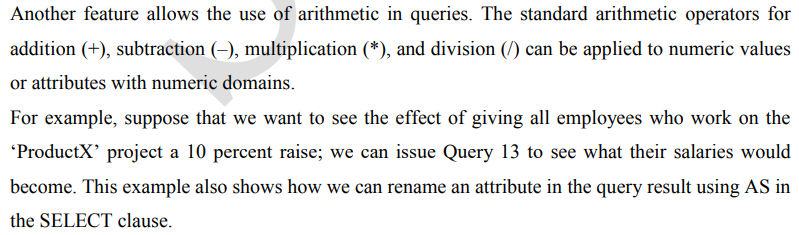 Another feature allows the use of arithmetic in queries. The standard arithmetic operators for
addition (+), subtraction (–), multiplication (*), and division (/) can be applied to numeric values
or attributes with numeric domains.
For example, suppose that we want to see the effect of giving all employees who work on the
‘ProductX’ project a 10 percent raise; we can issue Query 13 to see what their salaries would
become. This example also shows how we can rename an attribute in the query result using AS in
the SELECT clause.